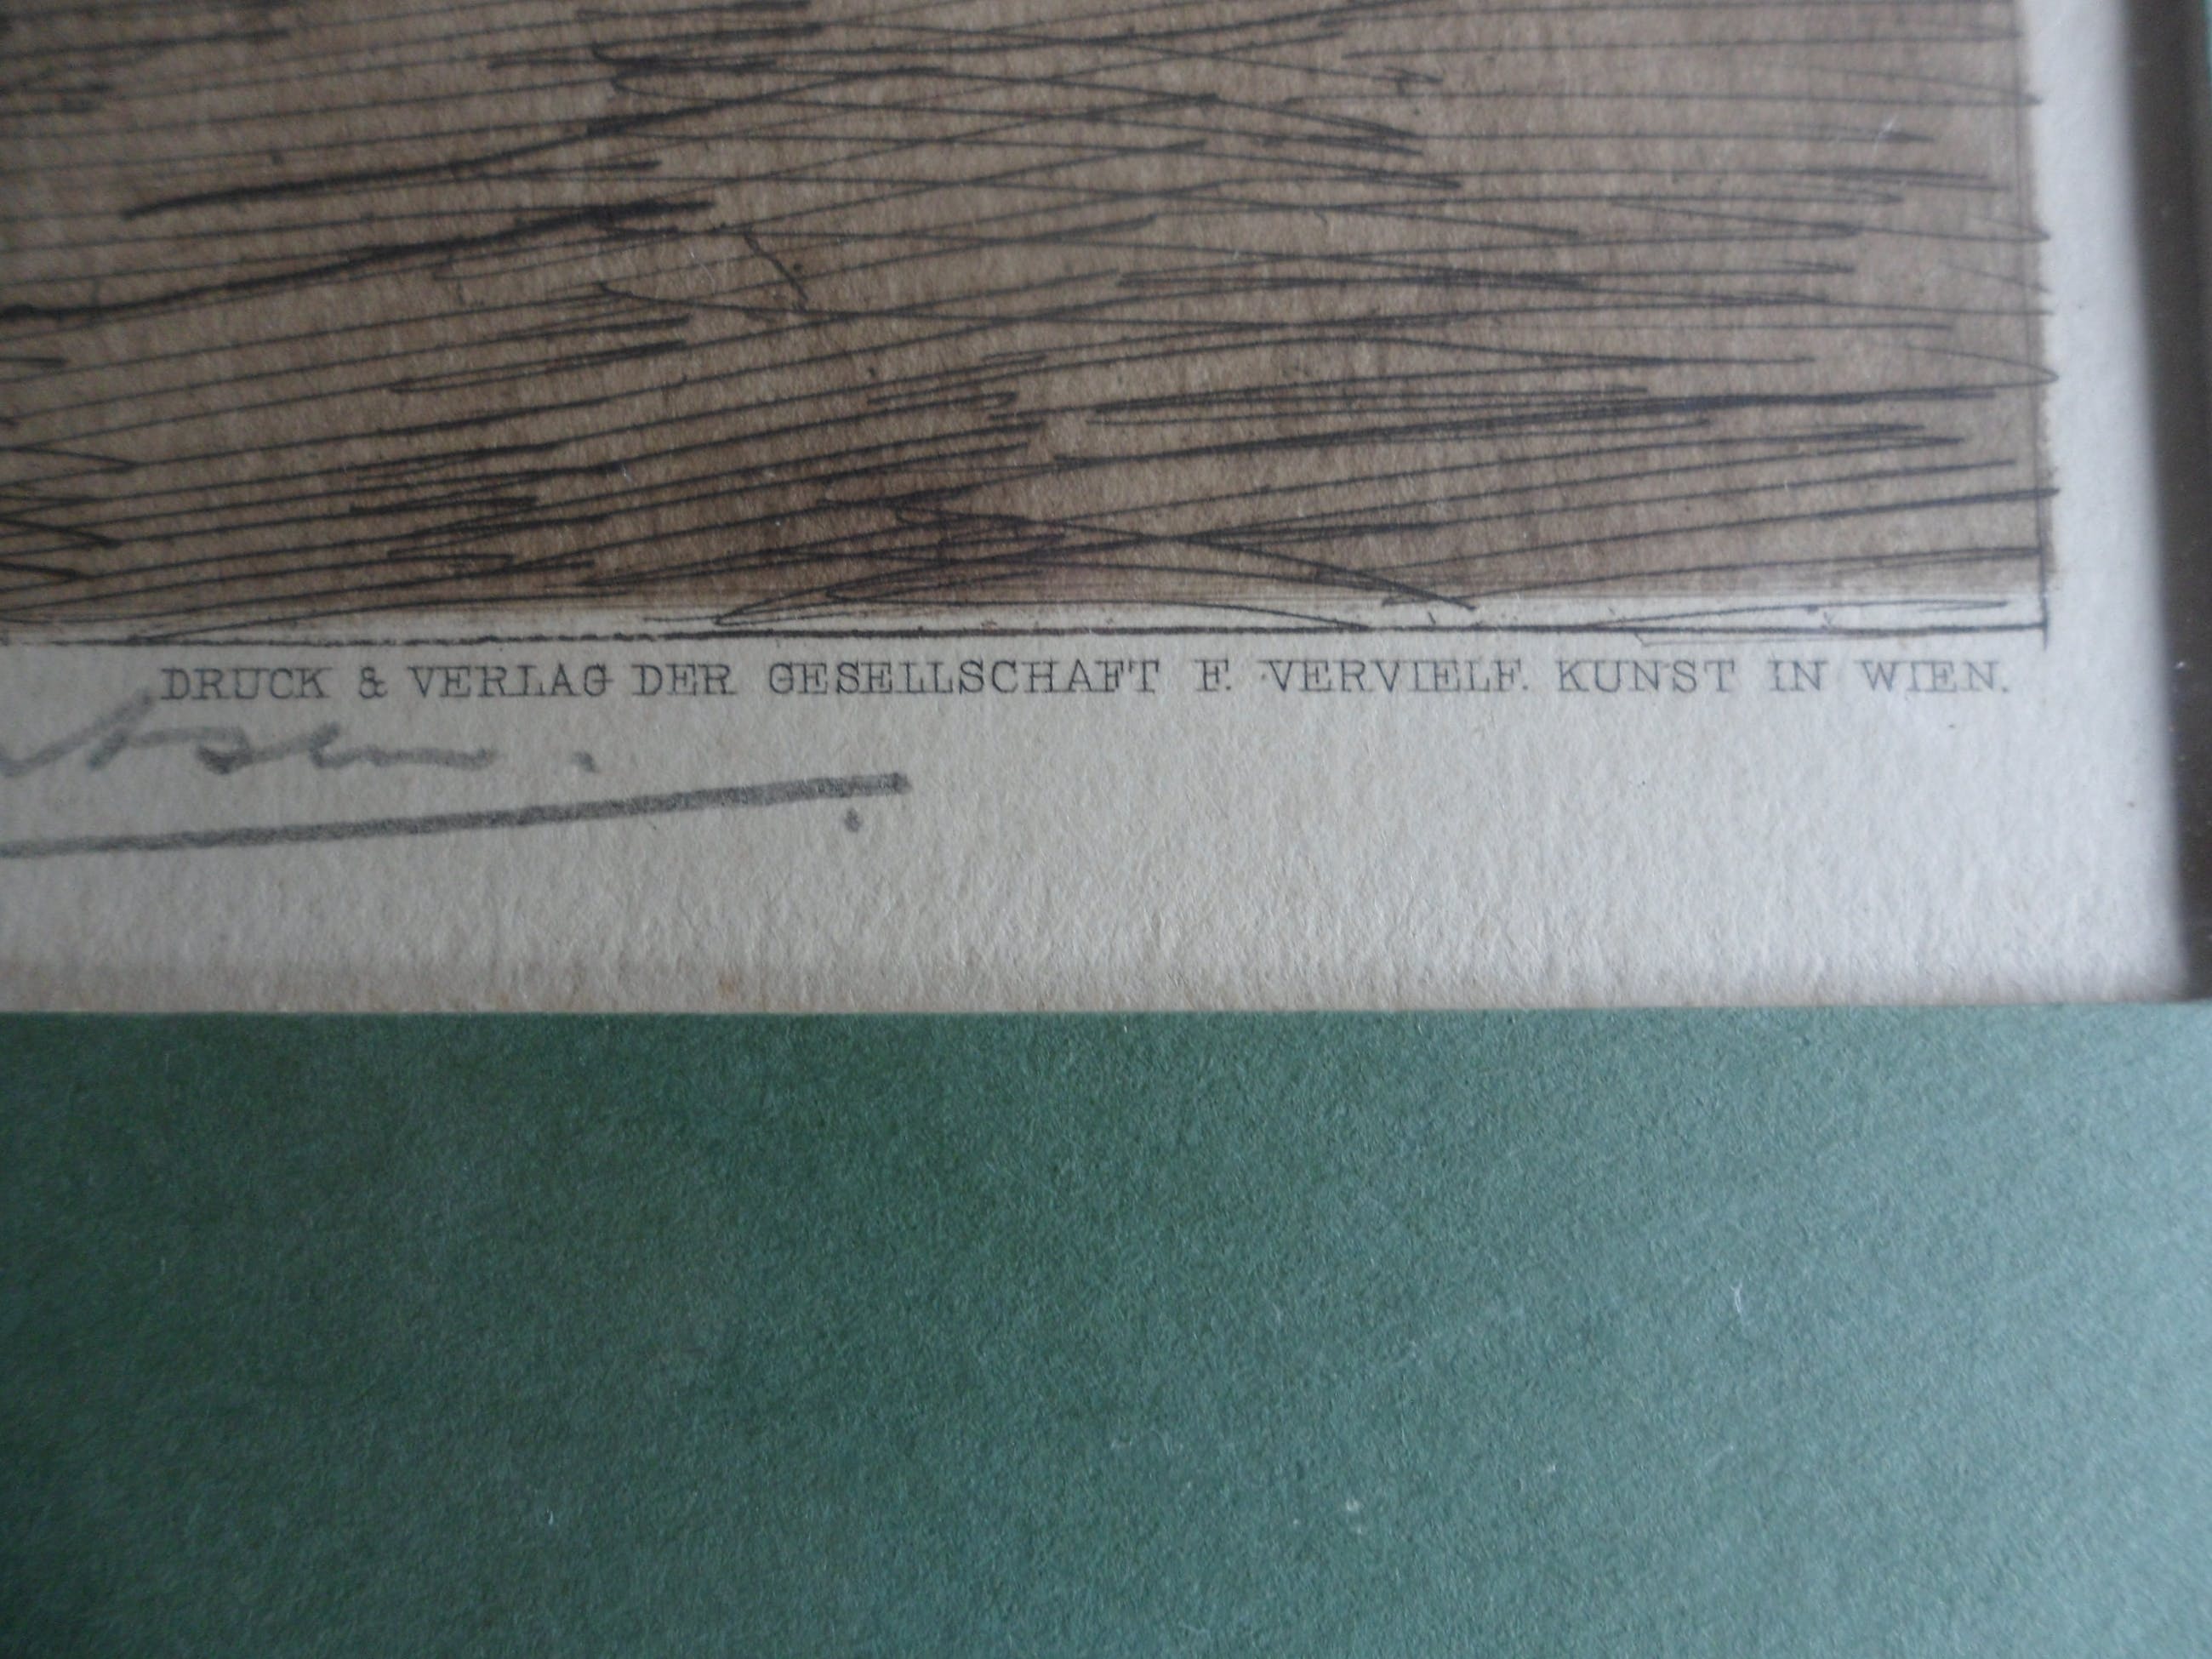 DRUCK & VERLAG DER GESELLSCHAFT F. VERVIELF. KUNST IN WIEN.